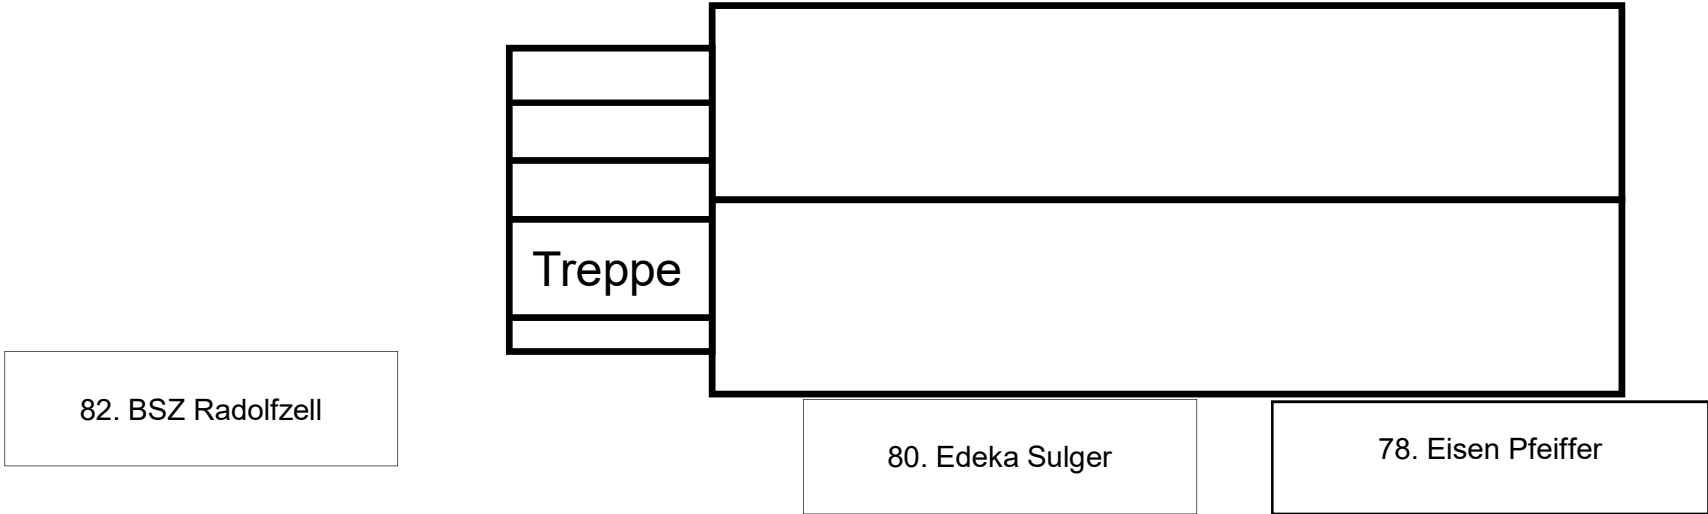 Treppe
82. BSZ Radolfzell
80. Edeka Sulger
78. Eisen Pfeiffer